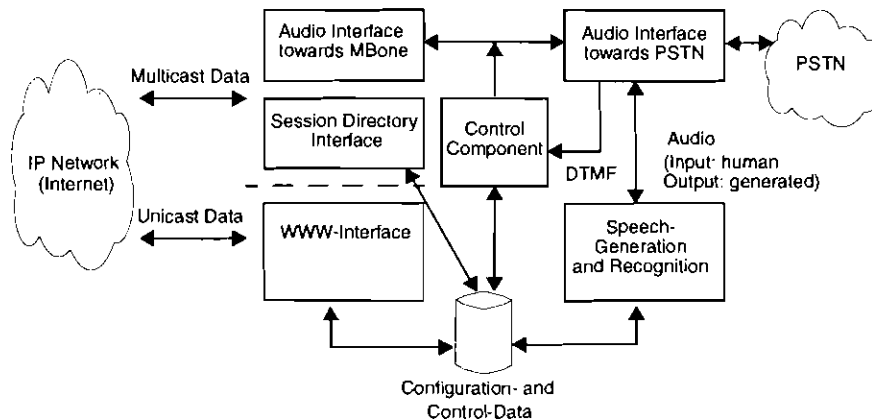 Audio Interface
towards MBone
Audio Interface
towards PSTN
PSTN
Multicast Data
Session Directory
Interface
Control
Component
Audio
(Input: human
Output: generated)
DTMF
IP Network
(Internet)
Unicast Data
WWW-Interface
Speech-
Generation
and Recognition
Configuration- and
Control-Data